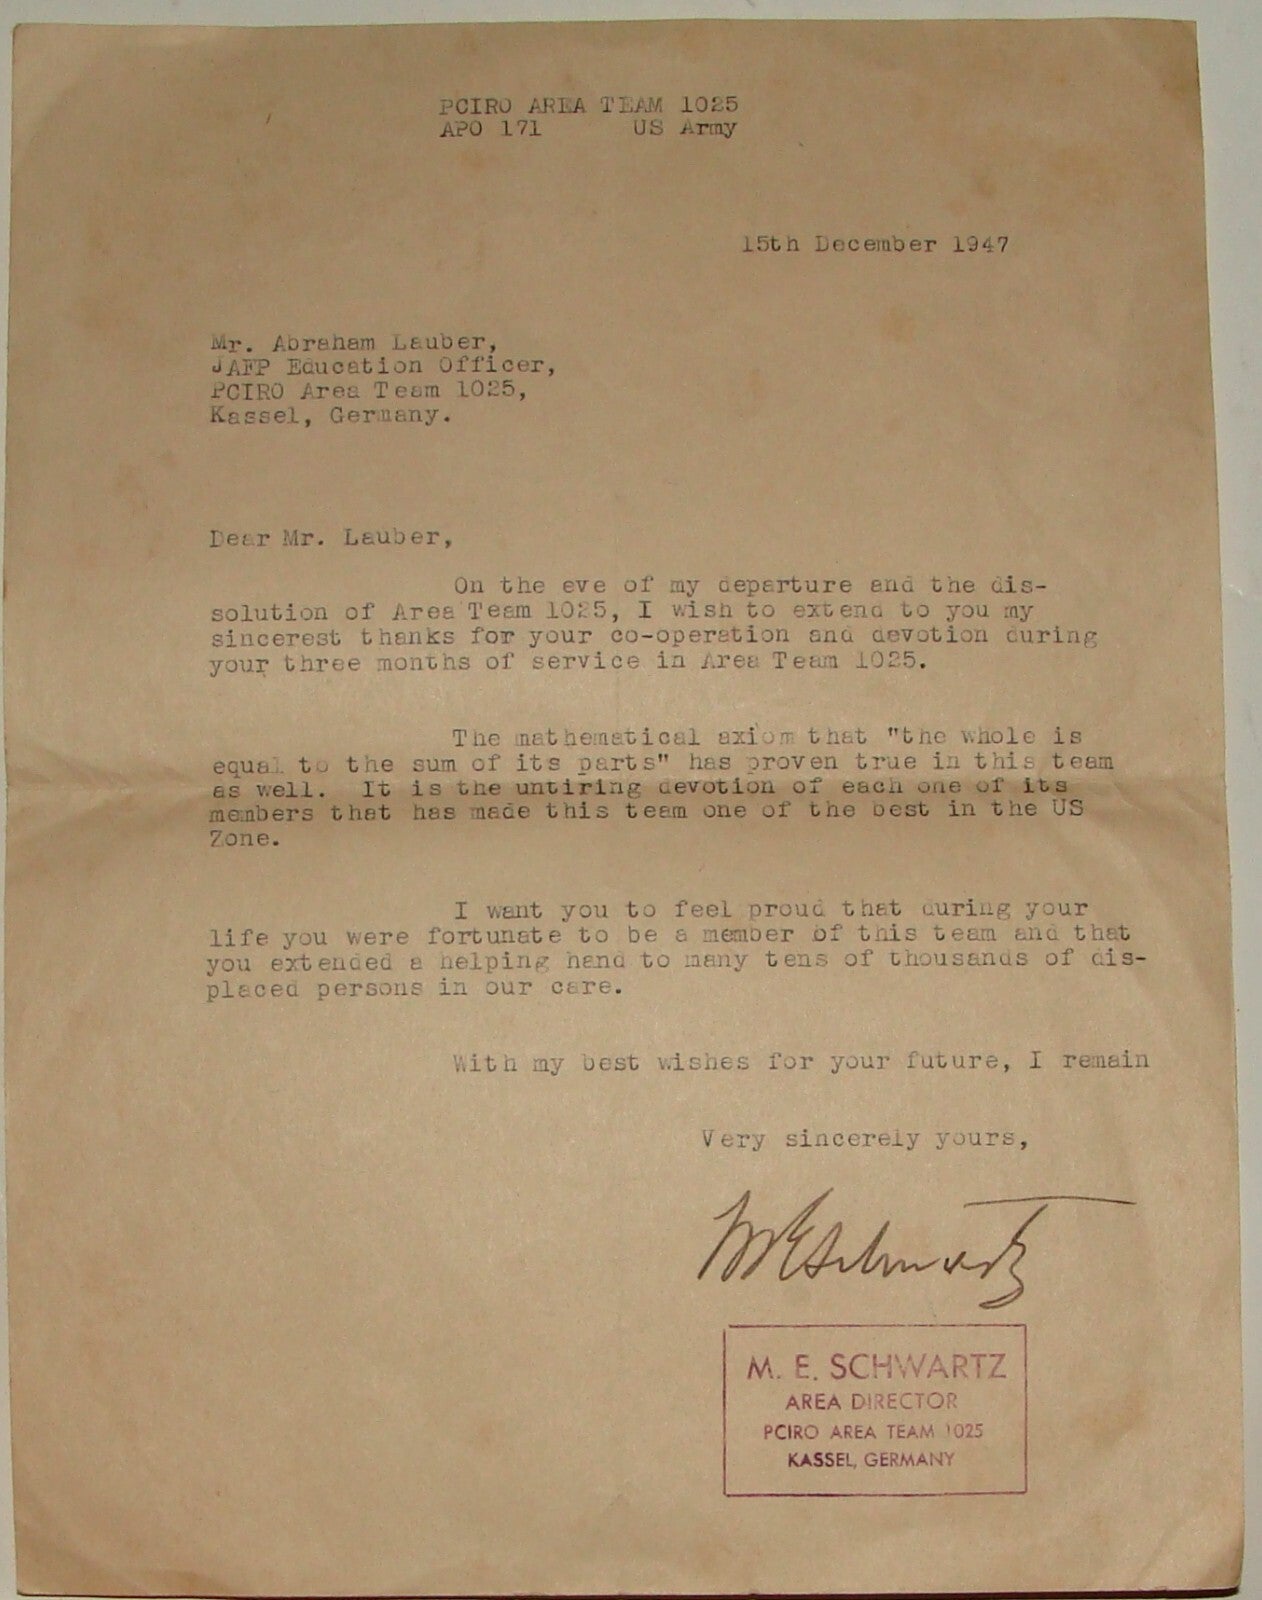 PCIRO AREA TEAM 1025
APO 171 US Army
15th December 1947
Mr. Abraham Lauber,
JAFP Education Officer,
PCIRO Area Team 1025,
Kassel, Germany.
Dear Mr. Lauber,
On the eve of my departure and the dis-
solution of Area Team 1025, I wish to extend to you my
sincerest thanks for your co-operation and devotion during
your three months of service in Area Team 1025.
The mathematical axiom that "the whole is
equal to the sum of its parts" has proven true in this team
as well. It is the untiring devotion of each one of its
members that has made this team one of the best in the US
Zone.
I want you to feel proud that during your
life you were fortunate to be a member of this team and that
you extended a helping hand to many tens of thousands of dis-
placed persons in our care.
With my best wishes for your future, I remain
Very sincerely yours,
M E Schwartz
M. E. SCHWARTZ
AREA DIRECTOR
PCIRO AREA TEAM 1025
KASSEL, GERMANY